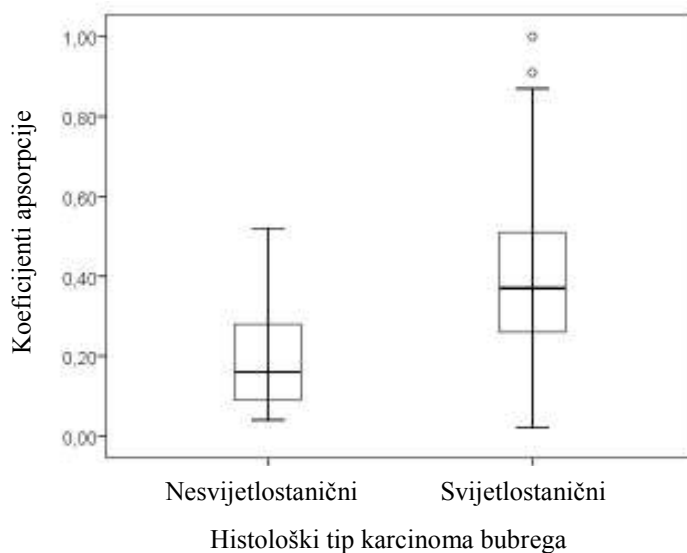 1,00
0,80
0,60
0,40
0,20
0,00
Koeficijenti apsorpcije
Nesvijetlostanični Svijetlostanični
Histološki tip karcinoma bubrega